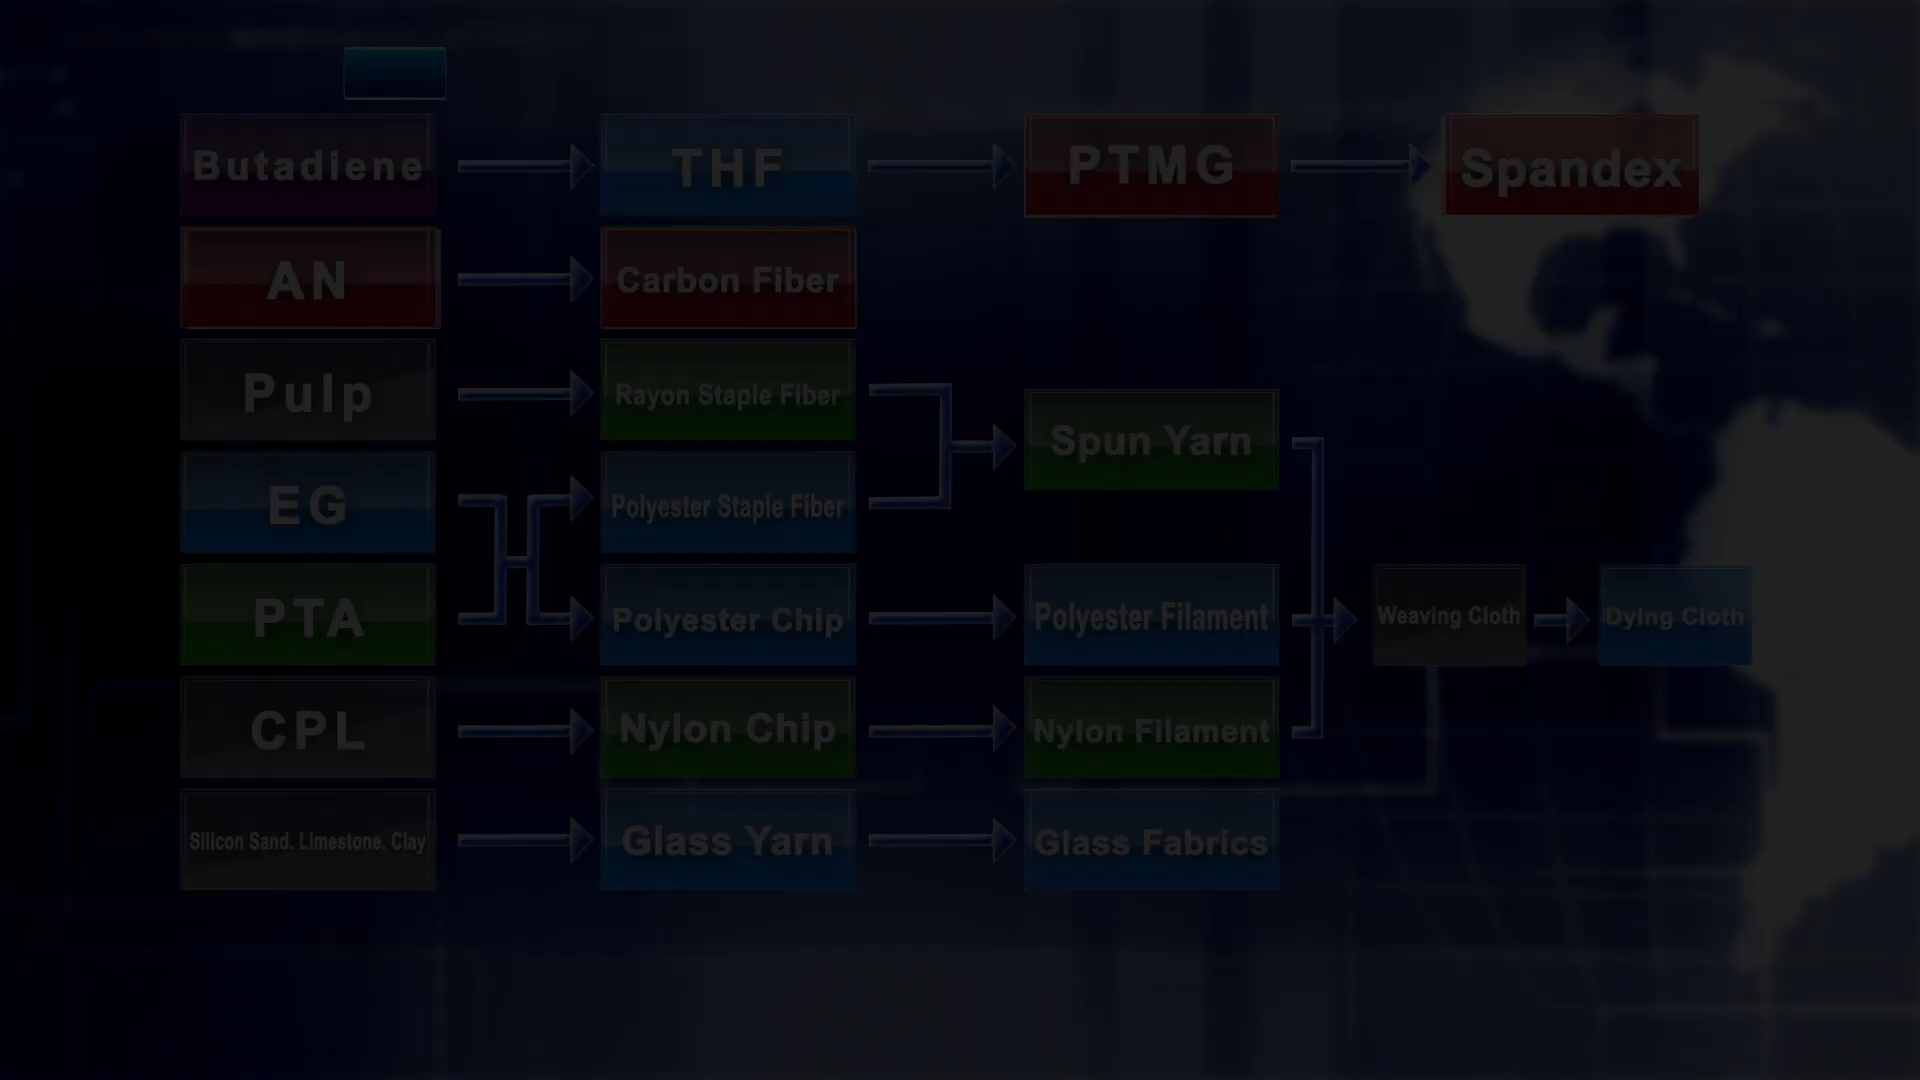 Butadiene
THF
PTMG
Spandex
AN
Carbon Fiber
Pulp
Rayon Staple Fiber
Spun Yarn
EG
Polyester Staple Fiber
PTA
Polyester Chip
Polyester Filament
Weaving Cloth
Dying Cloth
CPL
Nylon Chip
Nylon Filament
Silicon Sand. Limestone. Clay
Glass Yarn
Glass Fabrics